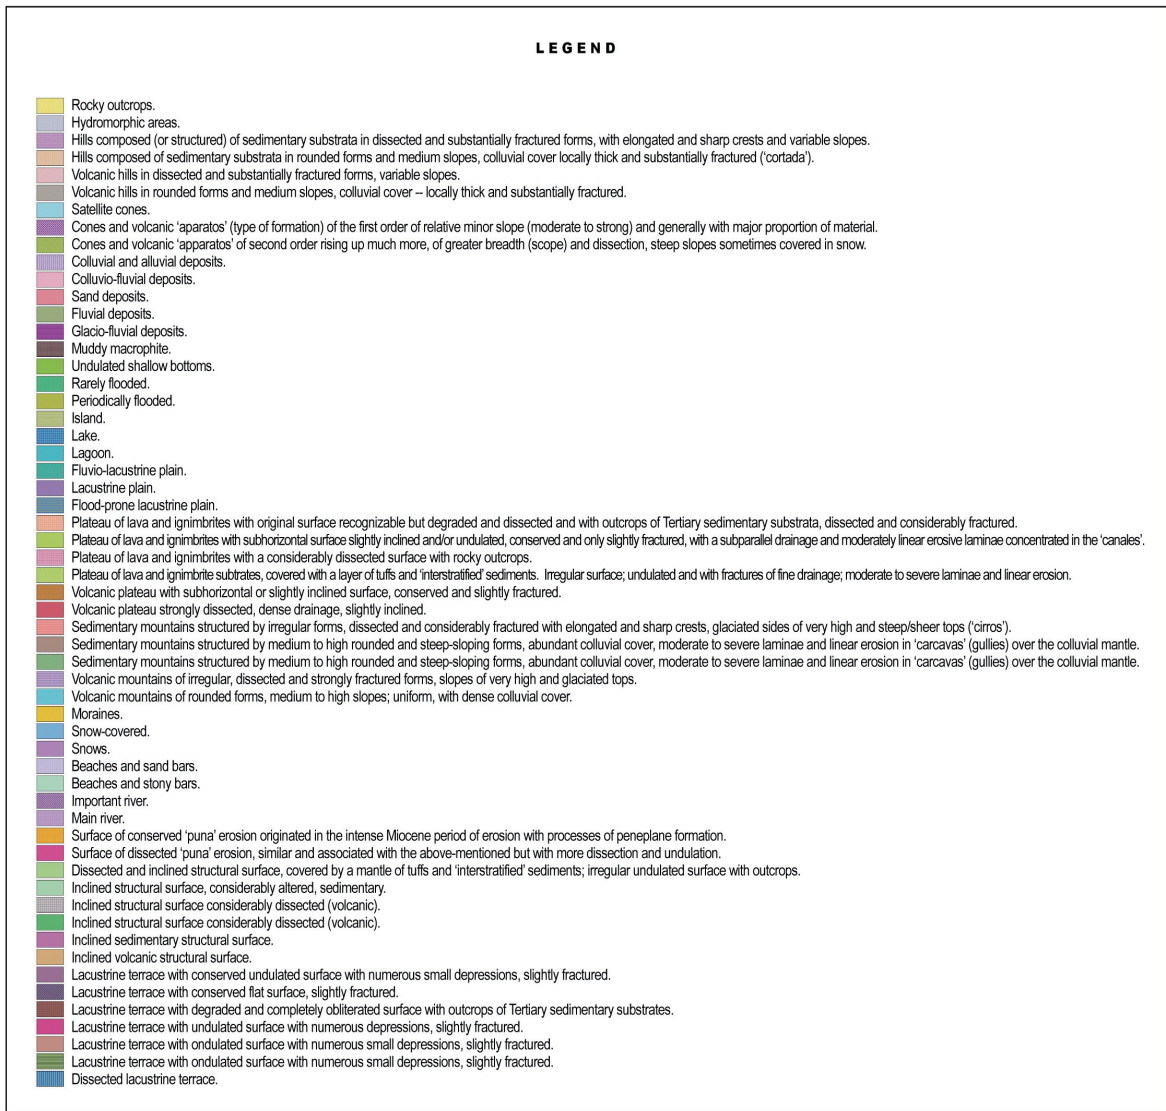 LEGEND
Rocky outcrops.
Hydromorphic areas.
Hills composed (or structured) of sedimentary substrata in dissected and substantially fractured forms, with elongated and sharp crests and variable slopes.
Hills composed of sedimentary substrata in rounded forms and medium slopes, colluvial cover locally thick and substantially fractured (‘cortada’).
Volcanic hills in dissected and substantially fractured forms, variable slopes.
Volcanic hills in rounded forms and medium slopes, colluvial cover -- locally thick and substantially fractured.
Satellite cones.
Cones and volcanic ‘aparatos’ (type of formation) of the first order of relative minor slope (moderate to strong) and generally with major proportion of material.
Cones and volcanic ‘apparatos’ of second order rising up much more, of greater breadth (scope) and dissection, steep slopes sometimes covered in snow.
Colluvial and alluvial deposits.
Colluvio-fluvial deposits.
Sand deposits.
Fluvial deposits.
Glacio-fluvial deposits.
Muddy macrophite.
Undulated shallow bottoms.
Rarely flooded.
Periodically flooded.
Island.
Lake.
Lagoon.
Fluvio-lacustrine plain.
Lacustrine plain.
Flood-prone lacustrine plain.
Plateau of lava and ignimbrites with original surface recognizable but degraded and dissected and with outcrops of Tertiary sedimentary substrata, dissected and considerably fractured.
Plateau of lava and ignimbrites with subhorizontal surface slightly inclined and/or undulated, conserved and only slightly fractured, with a subparallel drainage and moderately linear erosive laminae concentrated in the ‘canales’.
Plateau of lava and ignimbrites with a considerably dissected surface with rocky outcrops.
Plateau of lava and ignimbrite subtrates, covered with a layer of tuffs and ‘interstratified’ sediments. Irregular surface; undulated and with fractures of fine drainage; moderate to severe laminae and linear erosion.
Volcanic plateau with subhorizontal or slightly inclined surface, conserved and slightly fractured.
Volcanic plateau strongly dissected, dense drainage, slightly inclined.
Sedimentary mountains structured by irregular forms, dissected and considerably fractured with elongated and sharp crests, glaciated sides of very high and steep/sheer tops (‘cirros’).
Sedimentary mountains structured by medium to high rounded and steep-sloping forms, abundant colluvial cover, moderate to severe laminae and linear erosion in ‘carcavas’ (gullies) over the colluvial mantle.
Sedimentary mountains structured by medium to high rounded and steep-sloping forms, abundant colluvial cover, moderate to severe laminae and linear erosion in ‘carcavas’ (gullies) over the colluvial mantle.
Volcanic mountains of irregular, dissected and strongly fractured forms, slopes of very high and glaciated tops.
Volcanic mountains of rounded forms, medium to high slopes; uniform, with dense colluvial cover.
Moraines.
Snow-covered.
Snows.
Beaches and sand bars.
Beaches and stony bars.
Important river.
Main river.
Surface of conserved ‘puna’ erosion originated in the intense Miocene period of erosion with processes of peneplane formation.
Surface of dissected ‘puna’ erosion, similar and associated with the above-mentioned but with more dissection and undulation.
Dissected and inclined structural surface, covered by a mantle of tuffs and ‘interstratified’ sediments; irregular undulated surface with outcrops.
Inclined structural surface, considerably altered, sedimentary.
Inclined structural surface considerably dissected (volcanic).
Inclined structural surface considerably dissected (volcanic).
Inclined sedimentary structural surface.
Inclined volcanic structural surface.
Lacustrine terrace with conserved undulated surface with numerous small depressions, slightly fractured.
Lacustrine terrace with conserved flat surface, slightly fractured.
Lacustrine terrace with degraded and completely obliterated surface with outcrops of Tertiary sedimentary substrates.
Lacustrine terrace with undulated surface with numerous depressions, slightly fractured.
Lacustrine terrace with ondulated surface with numerous small depressions, slightly fractured.
Lacustrine terrace with ondulated surface with numerous small depressions, slightly fractured.
Dissected lacustrine terrace.